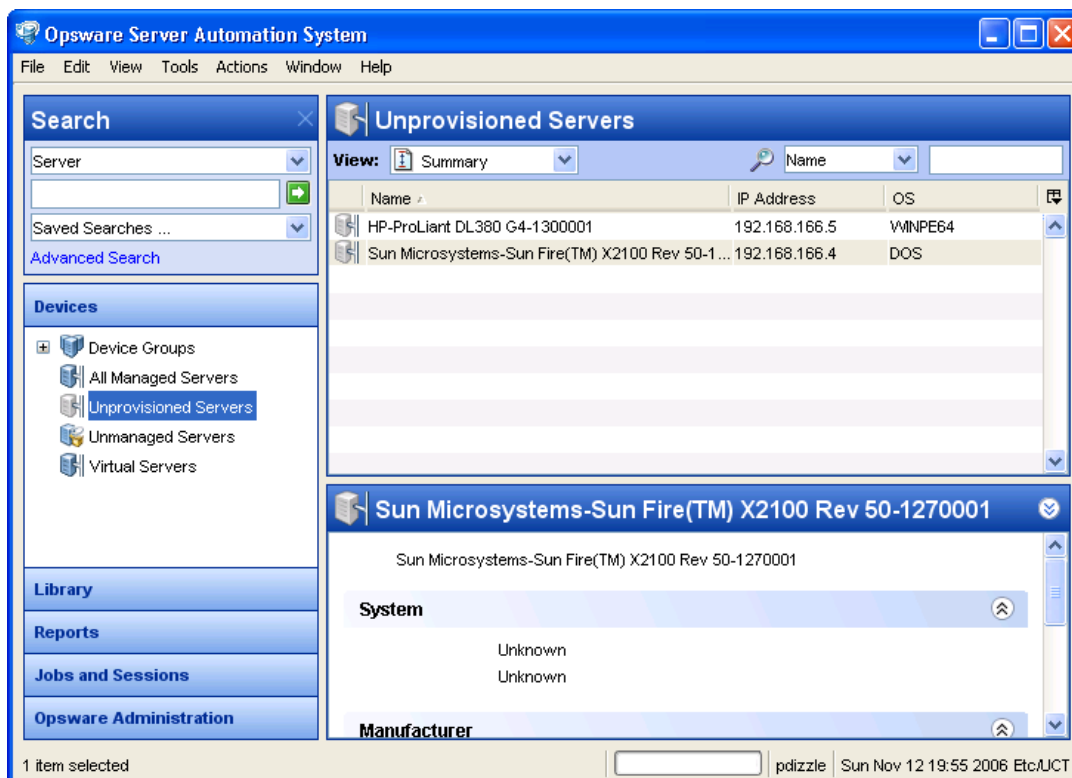 Opsware Server Automation System
File Edit View Tools Actions Window Help
Search
Server
Saved Searches ...
Advanced Search
Devices
Device Groups
All Managed Servers
Unprovisioned Servers
Unmanaged Servers
Virtual Servers
Library
Reports
Jobs and Sessions
Opsware Administration
Unprovisioned Servers
View: Summary Name
Name IP Address OS
HP-ProLiant DL380 G4-1300001 192.168.166.5 WINPE64
Sun Microsystems-Sun Fire(TM) X2100 Rev 50-1... 192.168.166.4 DOS
Sun Microsystems-Sun Fire(TM) X2100 Rev 50-1270001
Sun Microsystems-Sun Fire(TM) X2100 Rev 50-1270001
System
Unknown
Unknown
Manufacturer
1 item selected pdizzle Sun Nov 12 19:55 2006 Etc/UCT